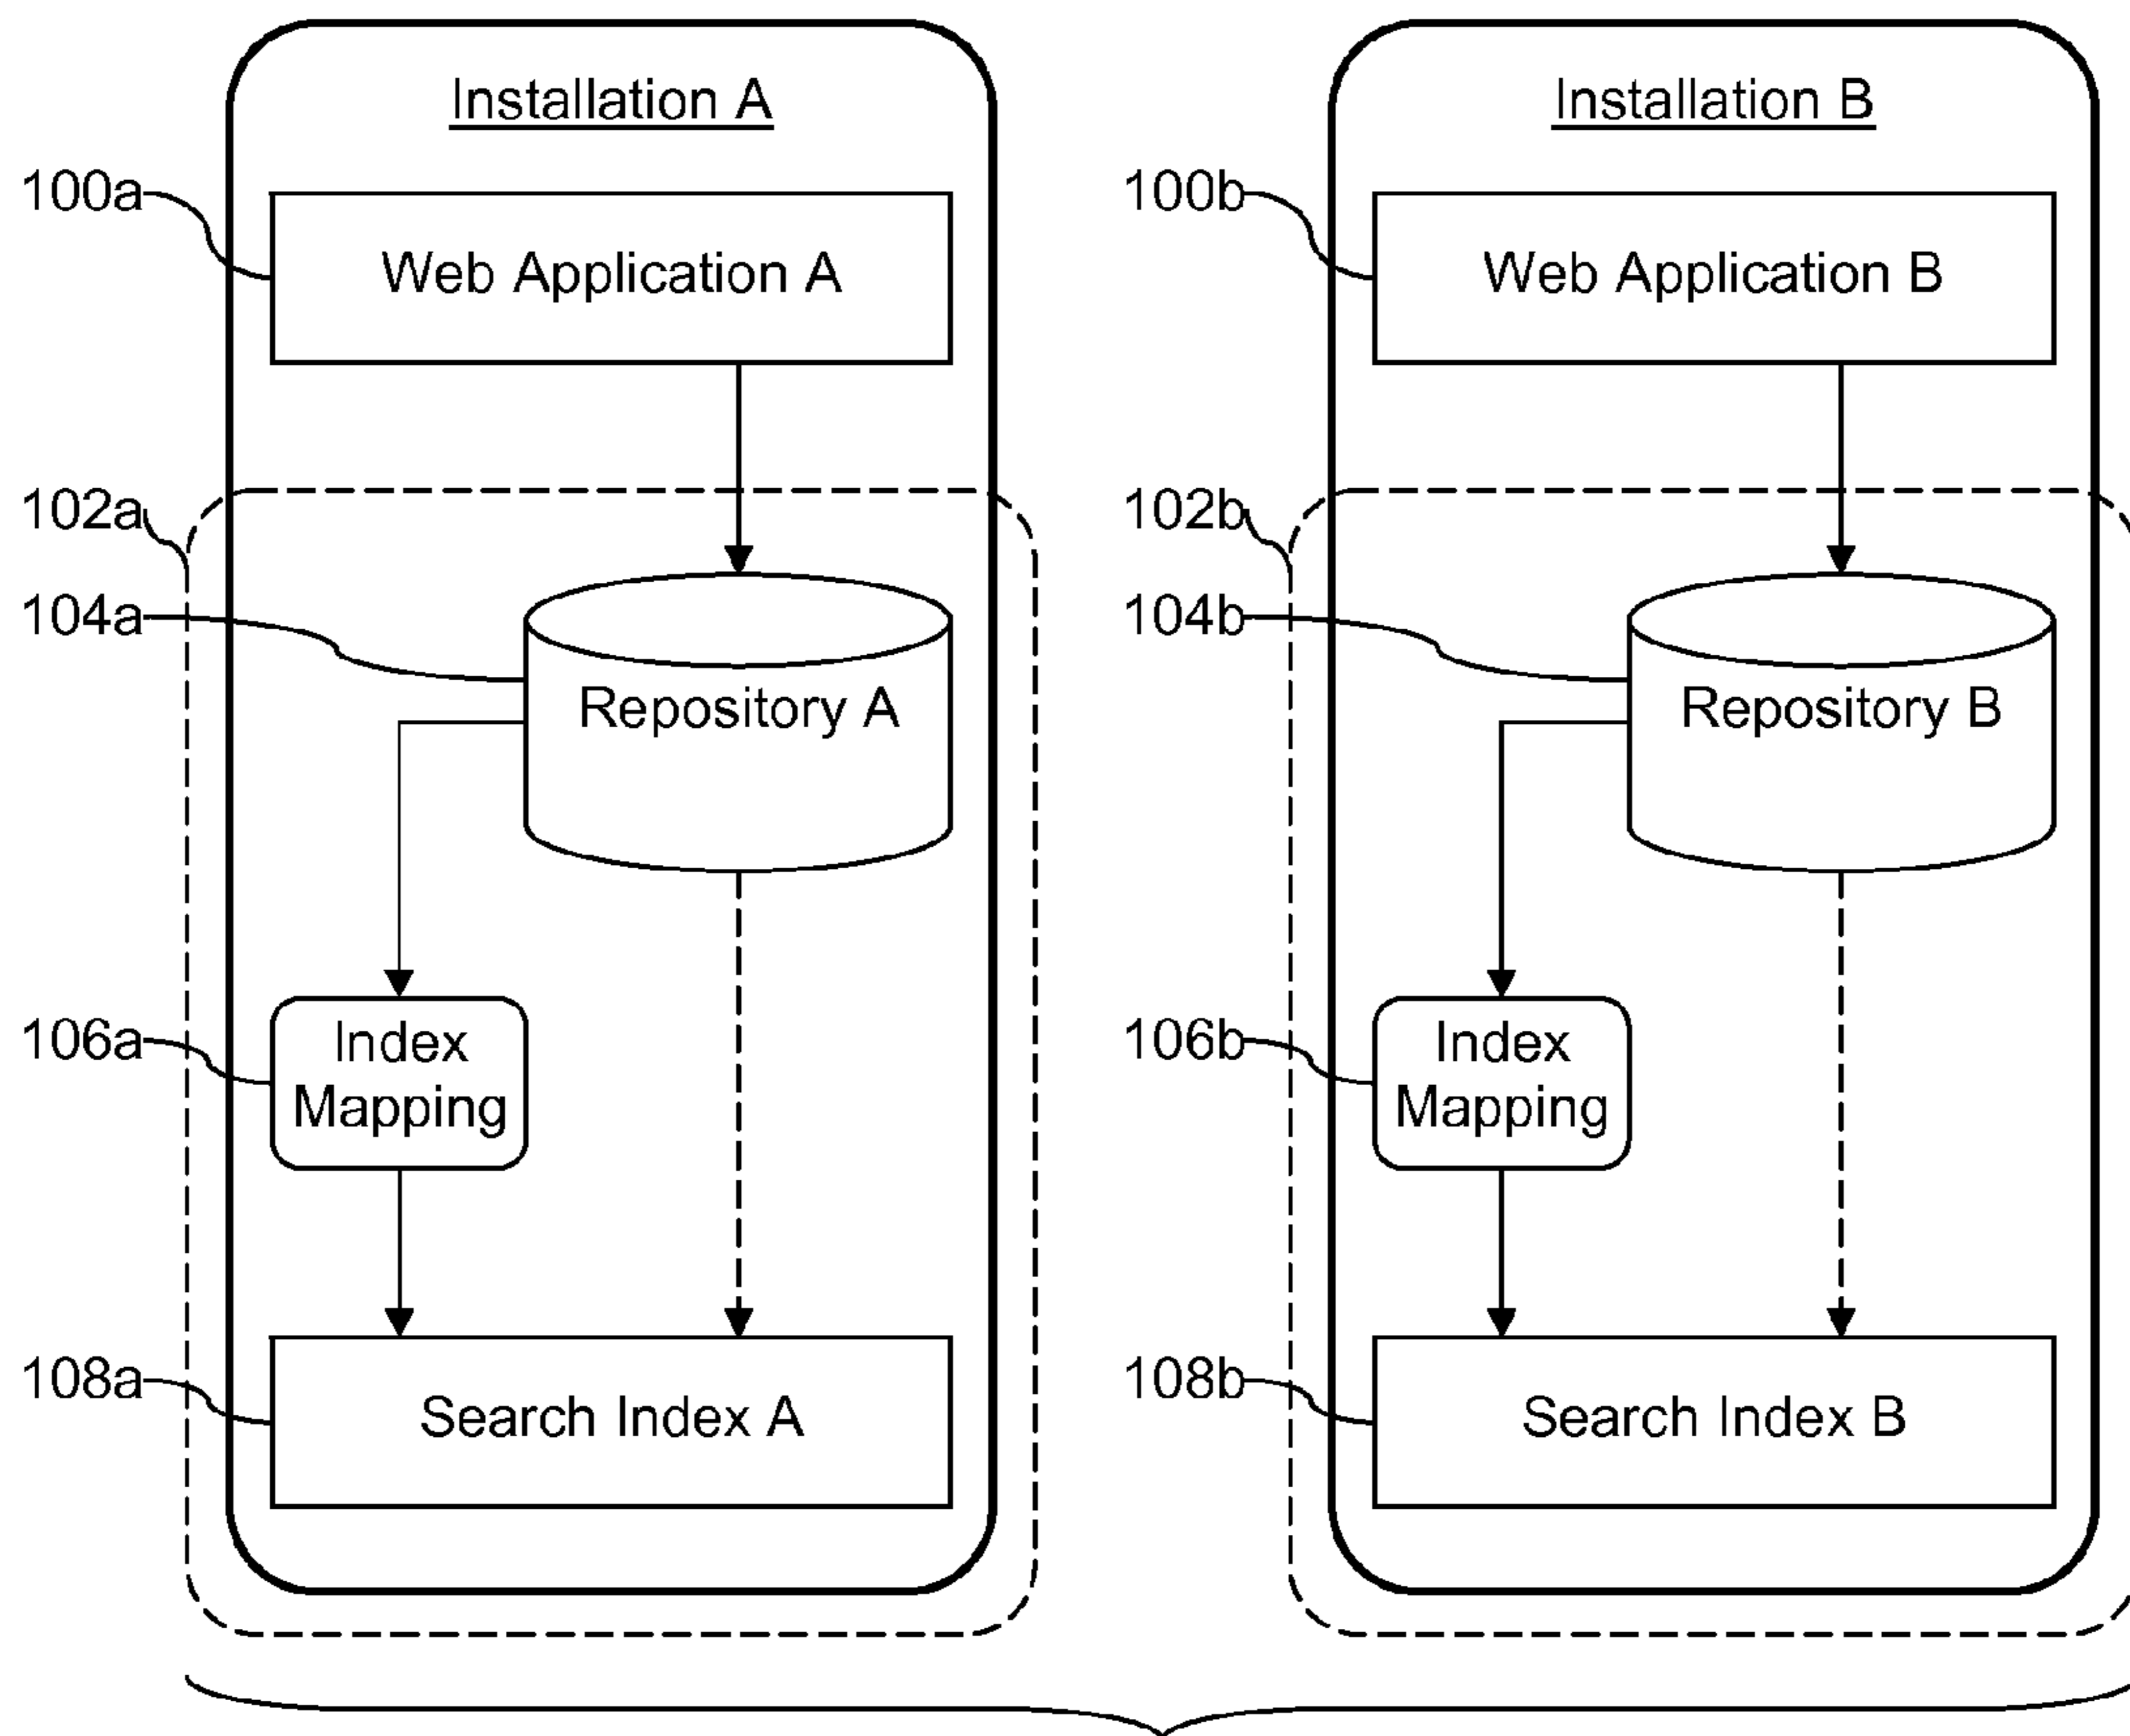 Installation A
100a
Web Application A
102a
104a
Repository A
106a
Index
Mapping
108a
Search Index A
Installation B
100b
Web Application B
102b
104b
Repository B
106b
Index
Mapping
108b
Search Index B